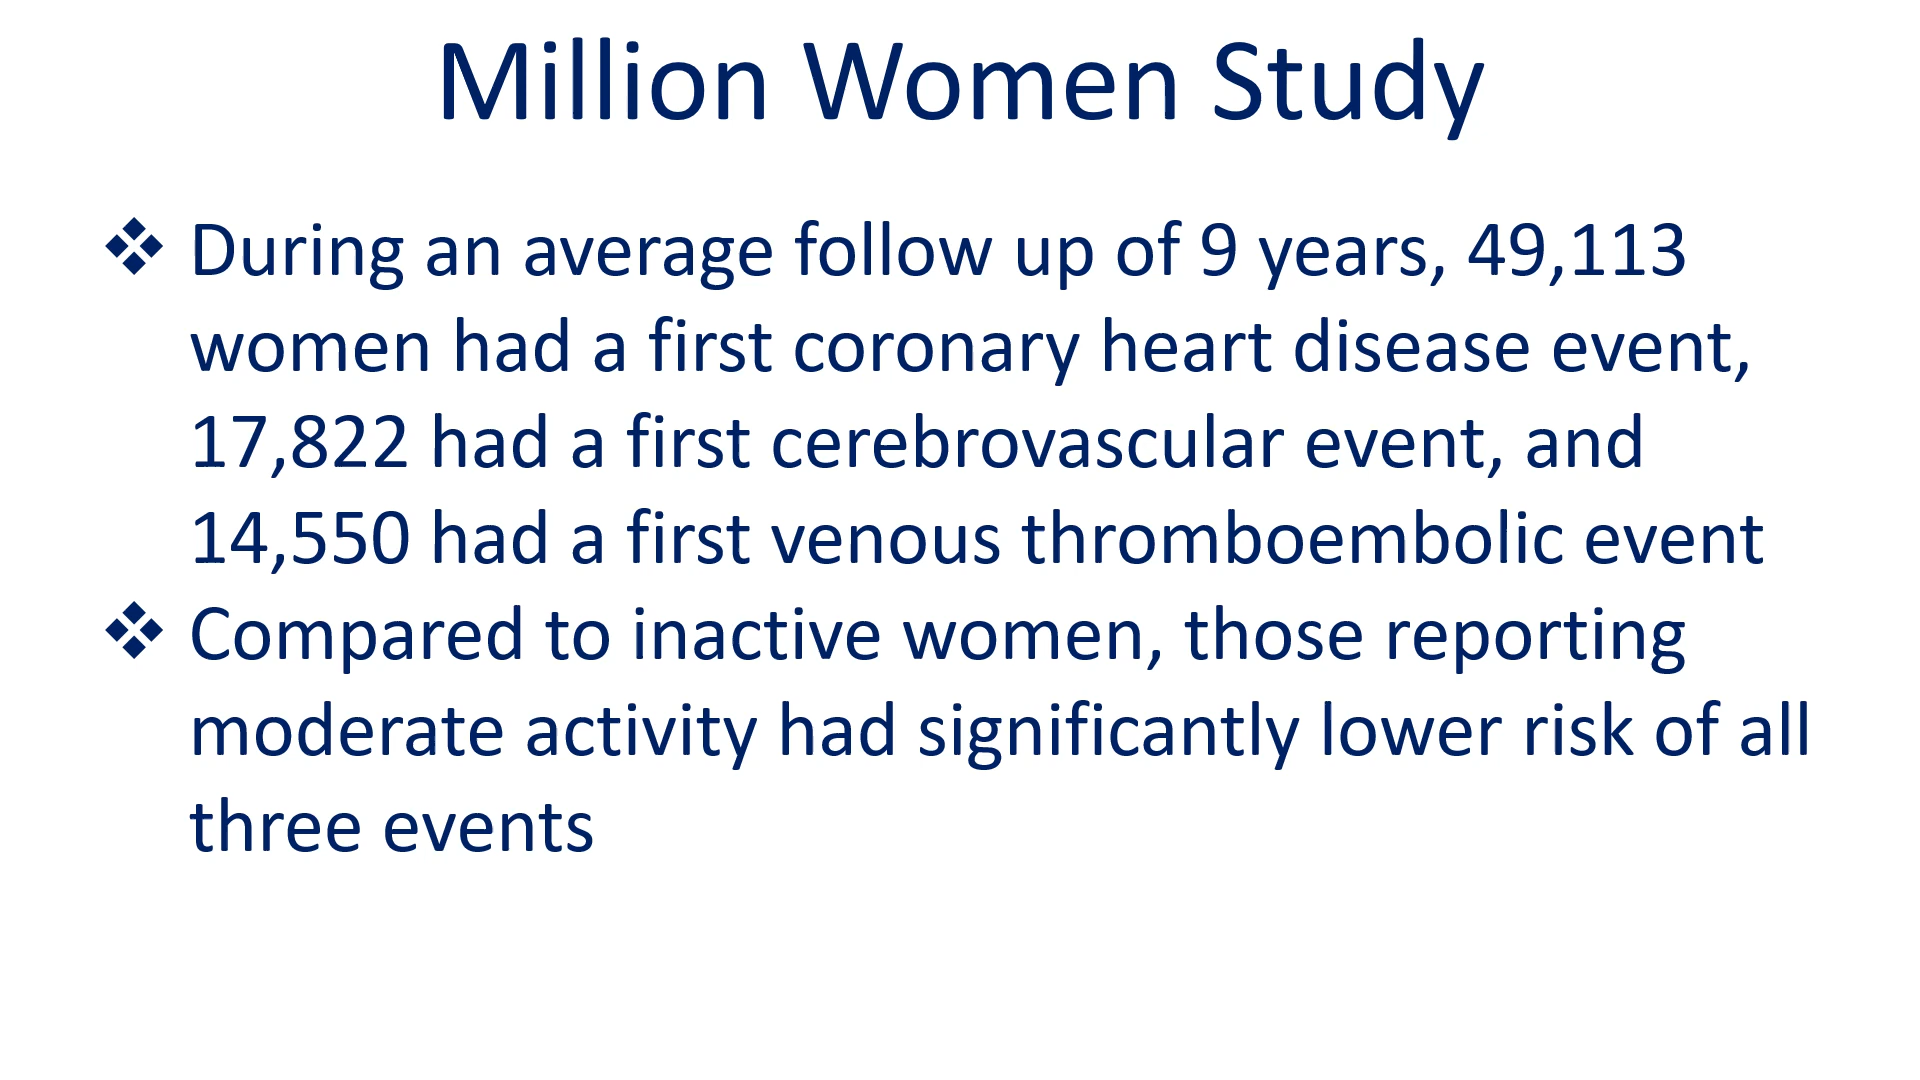 Million Women Study
❖ During an average follow up of 9 years, 49,113
women had a first coronary heart disease event,
17,822 had a first cerebrovascular event, and
14,550 had a first venous thromboembolic event
❖ Compared to inactive women, those reporting
moderate activity had significantly lower risk of all
three events